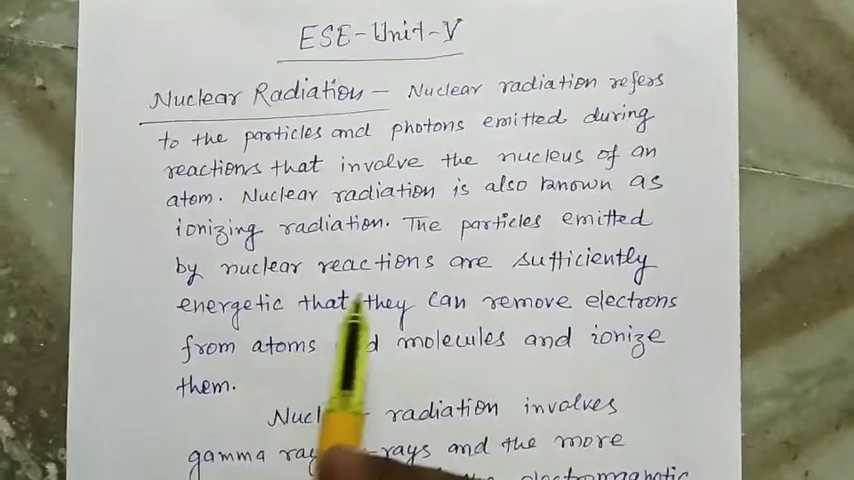 ESE-Unit-V
Nuclear Radiation - Nuclear radiation refers
to the particles and photons emitted during
reactions that involve the nucleus of an
atom. Nuclear radiation is also known as
ionizing radiation. The particles emitted
by nuclear reactions are sufficiently
energetic that they can remove electrons
from atoms molecules and ionize
them.
radiation involves
gamma and the more
electromagnetic